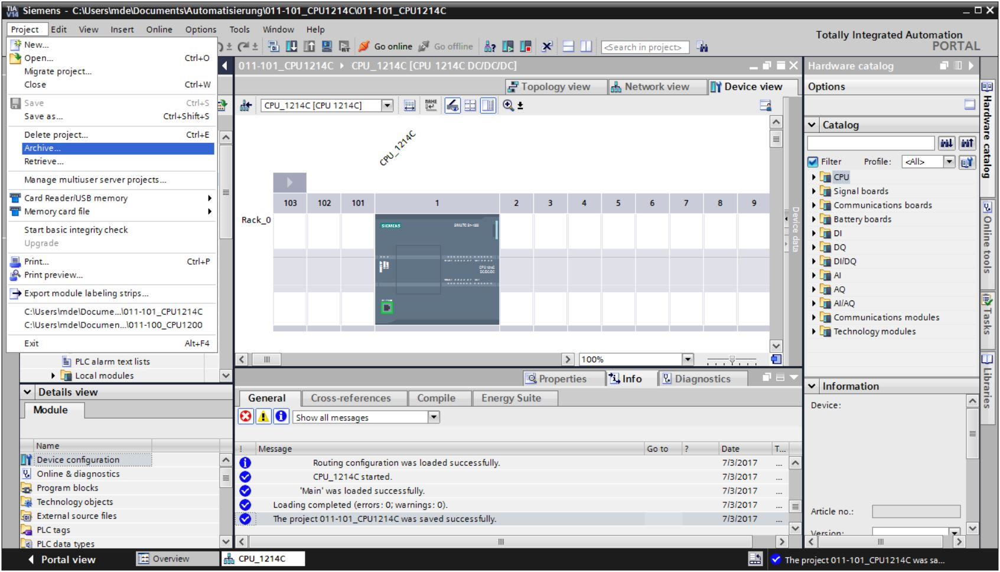 TIA V14 Siemens - C:\Users\mde\Documents\Automatisierung\011-101_CPU1214C\011-101_CPU1214C
Project Edit View Insert Online Options Tools Window Help
Totally Integrated Automation
PORTAL
New...
Open... Ctrl+O
Migrate project...
Close Ctrl+W
Save Ctrl+S
Save as... Ctrl+Shift+S
Delete project... Ctrl+E
Archive...
Retrieve...
Manage multiuser server projects...
Card Reader/USB memory
Memory card file
Start basic integrity check
Upgrade
Print... Ctrl+P
Print preview...
Export module labeling strips...
C:\Users\mde\Docume...\011-101_CPU1214C
C:\Users\mde\Documen...\011-100_CPU1200
Exit Alt+F4
PLC alarm text lists
Local modules
Details view
Module
Name
Device configuration
Online & diagnostics
Program blocks
Technology objects
External source files
PLC tags
PLC data types
Go online Go offline <Search in project>
011-101_CPU1214C CPU_1214C [CPU 1214C DC/DC/DC]
Topology view Network view Device view
CPU_1214C [CPU 1214C]
CPU_1214C
103 102 101 1 2 3 4 5 6 7 8 9
Rack_0
SIEMENS
Device data
100%
Properties Info Diagnostics
General Cross-references Compile Energy Suite
Show all messages
! Message Go to ? Date T...
Routing configuration was loaded successfully. 7/3/2017 ...
CPU_1214C started. 7/3/2017 ...
'Main' was loaded successfully. 7/3/2017 ...
Loading completed (errors: 0; warnings: 0). 7/3/2017 ...
The project 011-101_CPU1214C was saved successfully. 7/3/2017 ...
Hardware catalog
Options
Catalog
Filter Profile: <All>
CPU
Signal boards
Communications boards
Battery boards
DI
DQ
DI/DQ
AI
AQ
AI/AQ
Communications modules
Technology modules
Information
Device:
Article no.:
Version:
Hardware catalog
Online tools
Tasks
Libraries
Portal view Overview CPU_1214C The project 011-101_CPU1214C was sa...